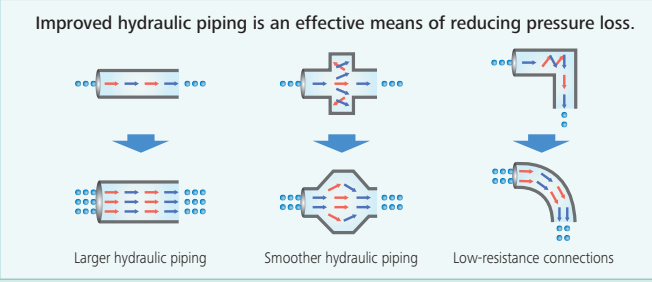 Improved hydraulic piping is an effective means of reducing pressure loss.
Larger hydraulic piping
Smoother hydraulic piping
Low-resistance connections